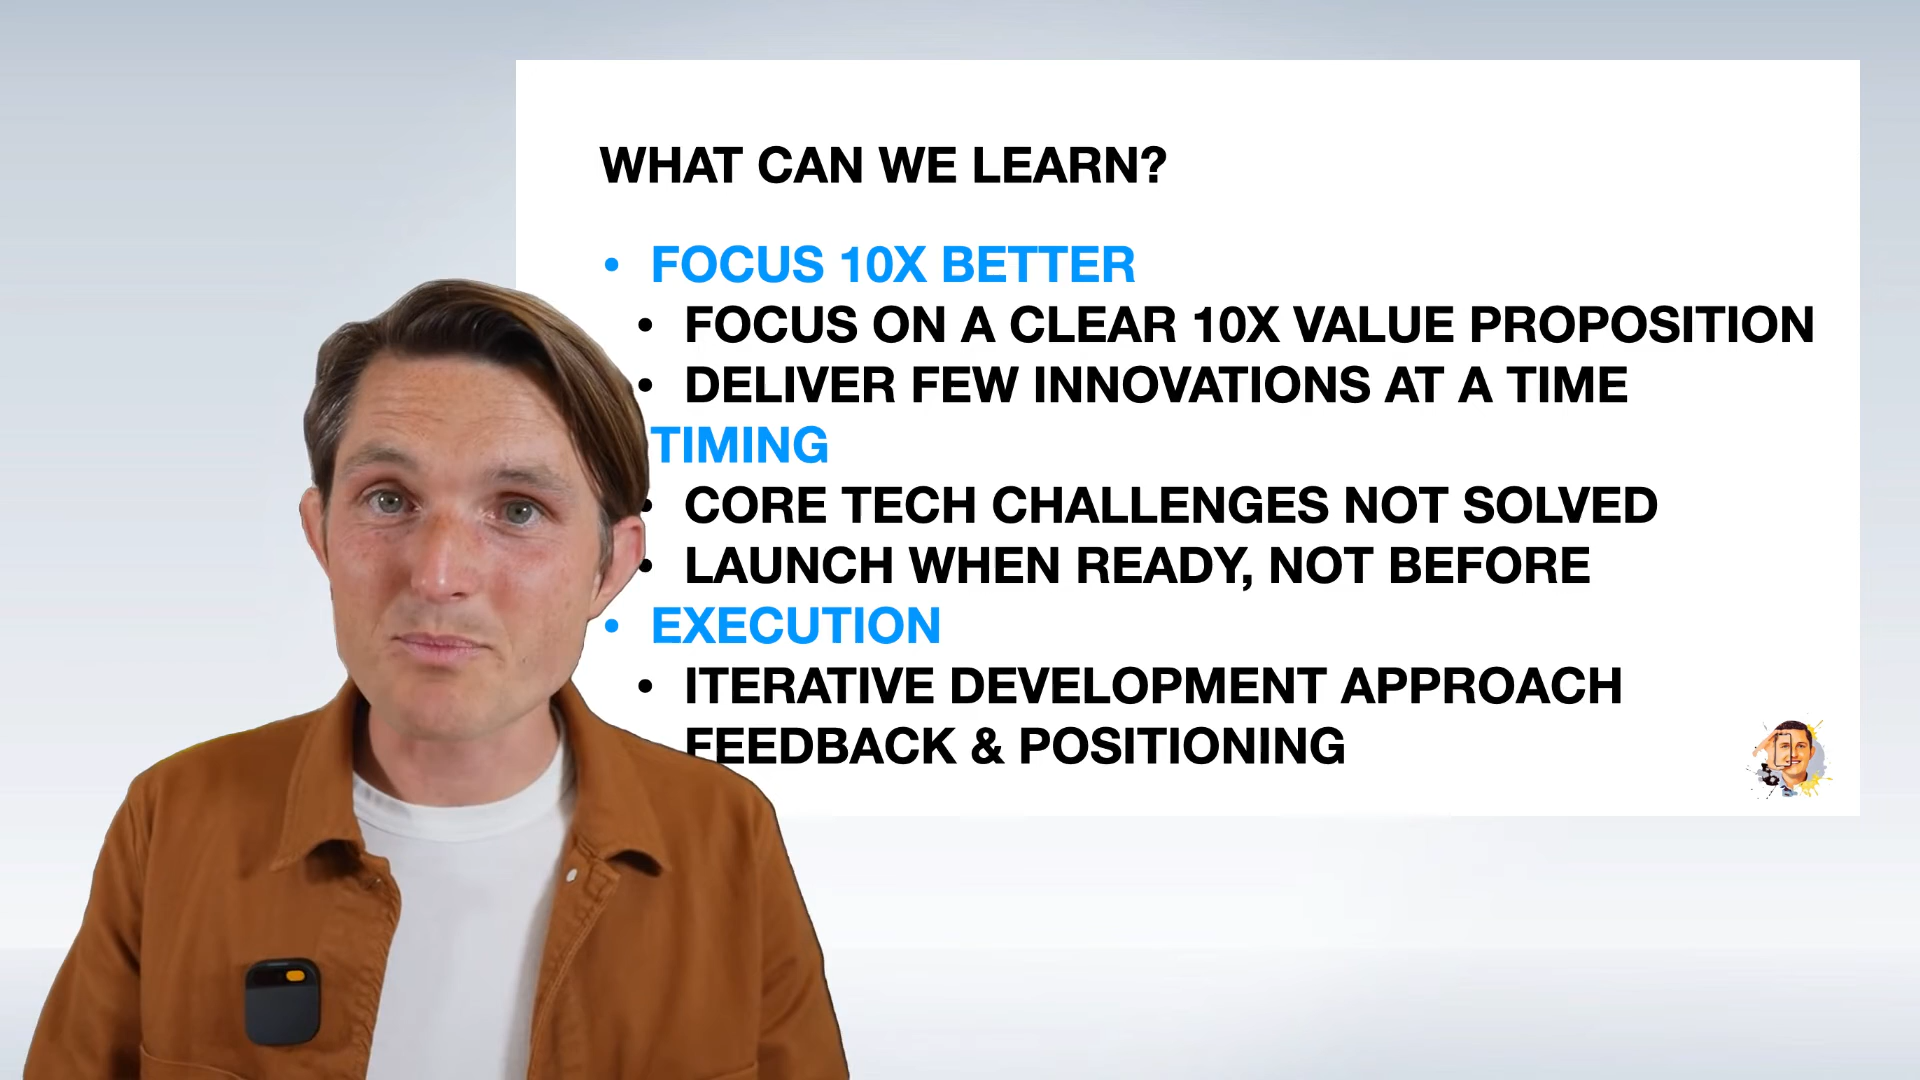 WHAT CAN WE LEARN?
• FOCUS 10X BETTER
• FOCUS ON A CLEAR 10X VALUE PROPOSITION
• DELIVER FEW INNOVATIONS AT A TIME
TIMING
• CORE TECH CHALLENGES NOT SOLVED
• LAUNCH WHEN READY, NOT BEFORE
• EXECUTION
• ITERATIVE DEVELOPMENT APPROACH
FEEDBACK & POSITIONING